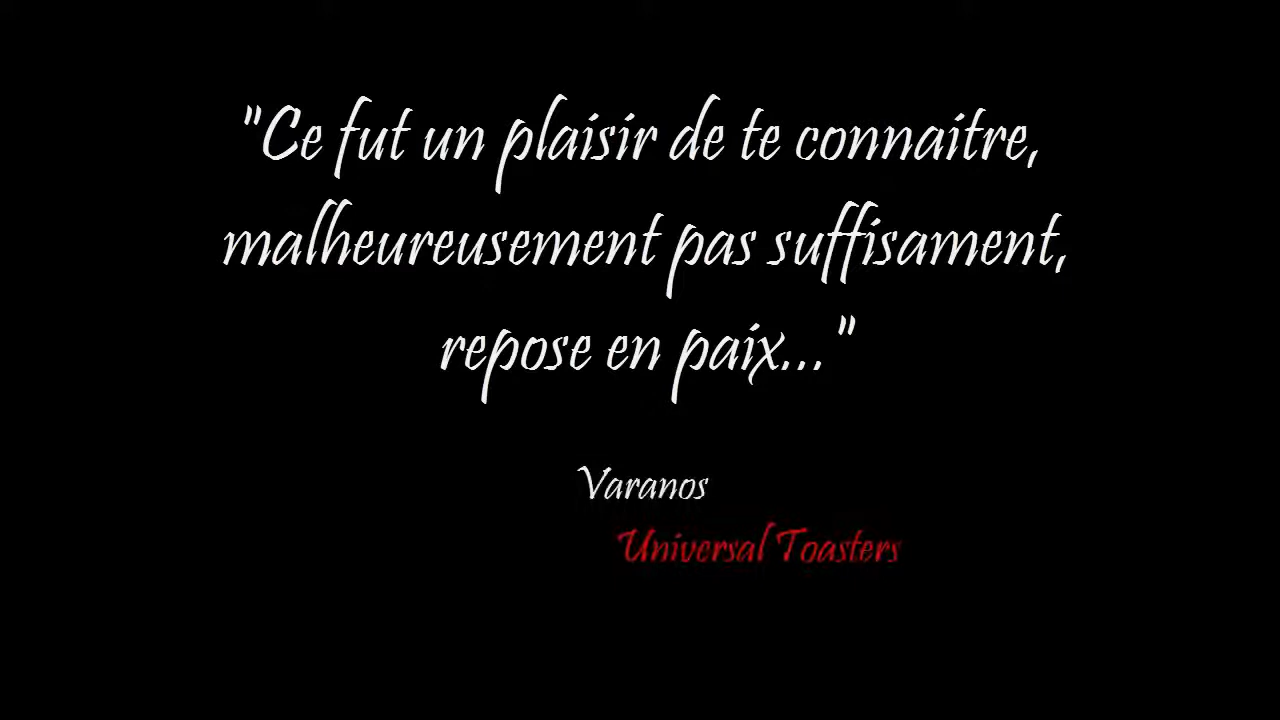 "Ce fut un plaisir de te connaitre,
malheureusement pas suffisament,
repose en paix..."
Varanos
Universal Toasters